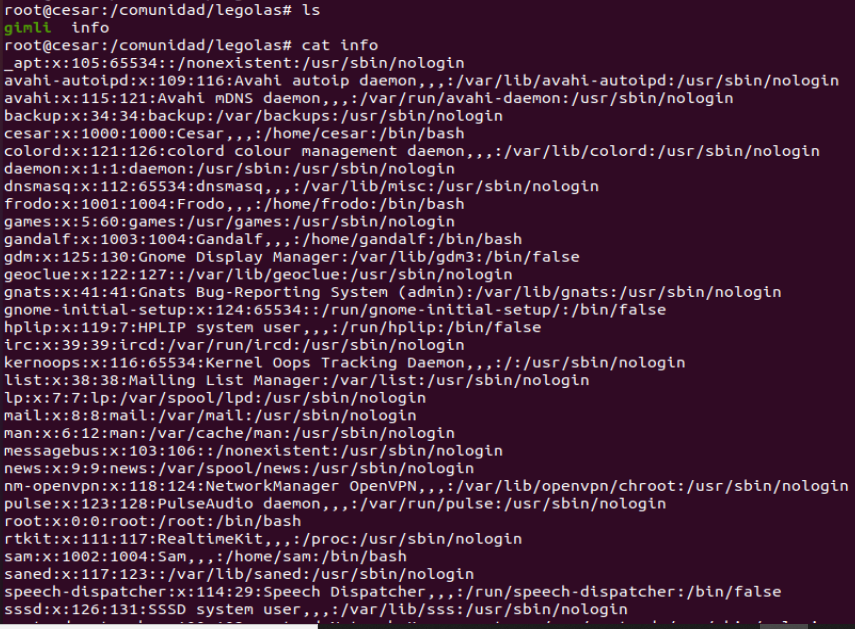 root@cesar:/comunidad/legolas# ls
gimli  info
root@cesar:/comunidad/legolas# cat info
_apt:x:105:65534::/nonexistent:/usr/sbin/nologin
avahi-autoipd:x:109:116:Avahi autoip daemon,,,:/var/lib/avahi-autoipd:/usr/sbin/nologin
avahi:x:115:121:Avahi mDNS daemon,,,:/var/run/avahi-daemon:/usr/sbin/nologin
backup:x:34:34:backup:/var/backups:/usr/sbin/nologin
cesar:x:1000:1000:Cesar,,,:/home/cesar:/bin/bash
colord:x:121:126:colord colour management daemon,,,:/var/lib/colord:/usr/sbin/nologin
daemon:x:1:1:daemon:/usr/sbin:/usr/sbin/nologin
dnsmasq:x:112:65534:dnsmasq,,,:/var/lib/misc:/usr/sbin/nologin
frodo:x:1001:1004:Frodo,,,:/home/frodo:/bin/bash
games:x:5:60:games:/usr/games:/usr/sbin/nologin
gandalf:x:1003:1004:Gandalf,,,:/home/gandalf:/bin/bash
gdm:x:125:130:Gnome Display Manager:/var/lib/gdm3:/bin/false
geoclue:x:122:127::/var/lib/geoclue:/usr/sbin/nologin
gnats:x:41:41:Gnats Bug-Reporting System (admin):/var/lib/gnats:/usr/sbin/nologin
gnome-initial-setup:x:124:65534::/run/gnome-initial-setup/:/bin/false
hplip:x:119:7:HPLIP system user,,,:/run/hplip:/bin/false
irc:x:39:39:ircd:/var/run/ircd:/usr/sbin/nologin
kernoops:x:116:65534:Kernel Oops Tracking Daemon,,,:/:/usr/sbin/nologin
list:x:38:38:Mailing List Manager:/var/list:/usr/sbin/nologin
lp:x:7:7:lp:/var/spool/lpd:/usr/sbin/nologin
mail:x:8:8:mail:/var/mail:/usr/sbin/nologin
man:x:6:12:man:/var/cache/man:/usr/sbin/nologin
messagebus:x:103:106::/nonexistent:/usr/sbin/nologin
news:x:9:9:news:/var/spool/news:/usr/sbin/nologin
nm-openvpn:x:118:124:NetworkManager OpenVPN,,,:/var/lib/openvpn/chroot:/usr/sbin/nologin
pulse:x:123:128:PulseAudio daemon,,,:/var/run/pulse:/usr/sbin/nologin
root:x:0:0:root:/root:/bin/bash
rtkit:x:111:117:RealtimeKit,,,:/proc:/usr/sbin/nologin
sam:x:1002:1004:Sam,,,:/home/sam:/bin/bash
saned:x:117:123::/var/lib/saned:/usr/sbin/nologin
speech-dispatcher:x:114:29:Speech Dispatcher,,,:/run/speech-dispatcher:/bin/false
sssd:x:126:131:SSSD system user,,,:/var/lib/sss:/usr/sbin/nologin